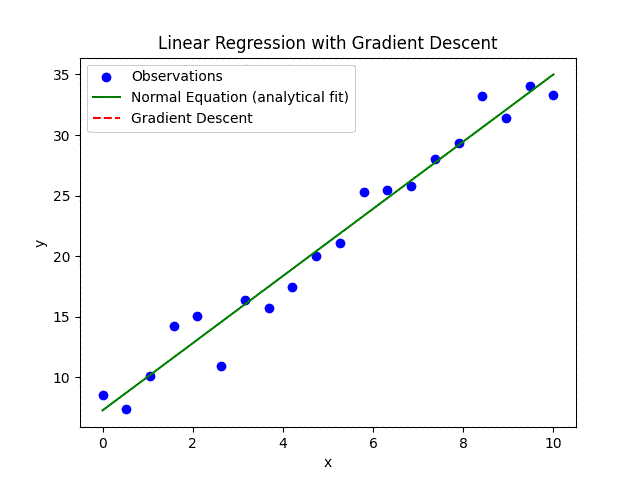 Linear Regression with Gradient Descent
Observations
Normal Equation (analytical fit)
Gradient Descent
35
30
25
20
15
10
y
0 2 4 6 8 10
x